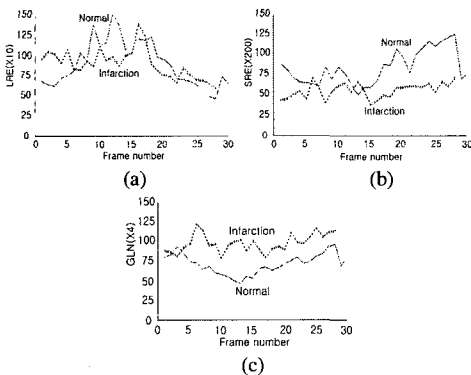 LRE(X10)
150
125
100
75
50
25
0
Normal
Infarction
0 5 10 15 20 25 30
Frame number
(a)
SRE(X200)
150
125
100
75
50
25
0
Normal
Infarction
0 5 10 15 20 25 30
Frame number
(b)
GLN(X4)
150
125
100
75
50
25
0
Infarction
Normal
0 5 10 15 20 25 30
Frame number
(c)